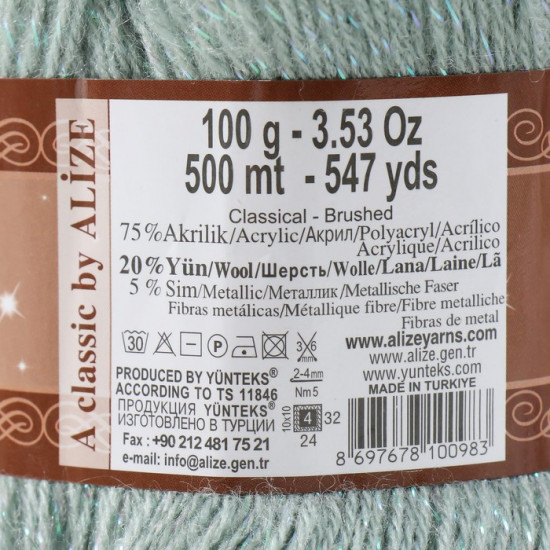 A classic by ALiZE
100 g - 3.53 Oz
500 mt - 547 yds
Classical - Brushed
75%Akrilik/Acrylic/Акрил/Polyacryl/Acrílico
Acrylique/Acrilico
20%Yün/Wool/Шерсть/Wolle/Lana/Laine/Lã
5 % Sim/Metallic/Металлик/Metallische Faser
Fibras metálicas/Métallique fibre/Fibre metalliche
Fibras de metal
30 P 3 6 mm
2-4mm
Nm 5
www.alizeyarns.com
www.alize.gen.tr
www.yunteks.com
MADE IN TURKIYE
PRODUCED BY YÜNTEKS®
ACCORDING TO TS 11846
ПРОДУКЦИЯ YÜNTEKS®
ИЗГОТОВЛЕНО В ТУРЦИИ
Fax : +90 212 481 75 21
e-mail: info@alize.gen.tr
10x10 4 32
24
8 697678 100983